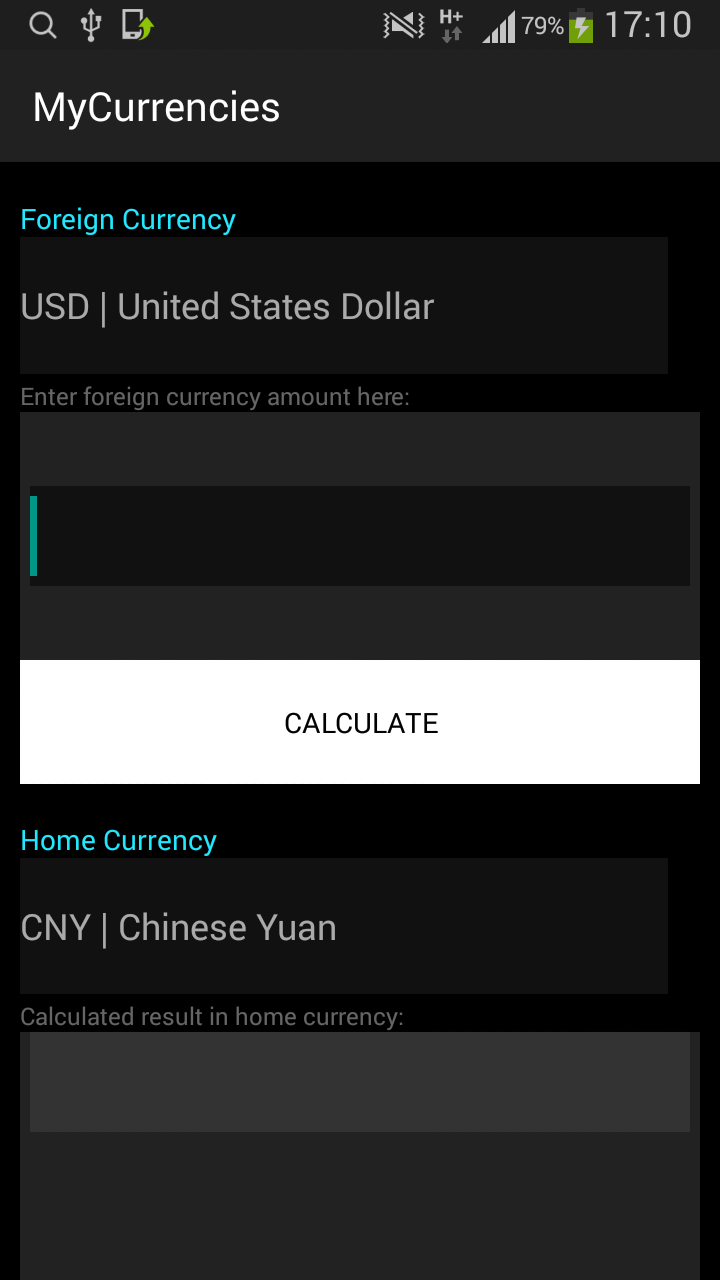 H+
79%
17:10
MyCurrencies
Foreign Currency
USD | United States Dollar
Enter foreign currency amount here:
CALCULATE
Home Currency
CNY | Chinese Yuan
Calculated result in home currency: